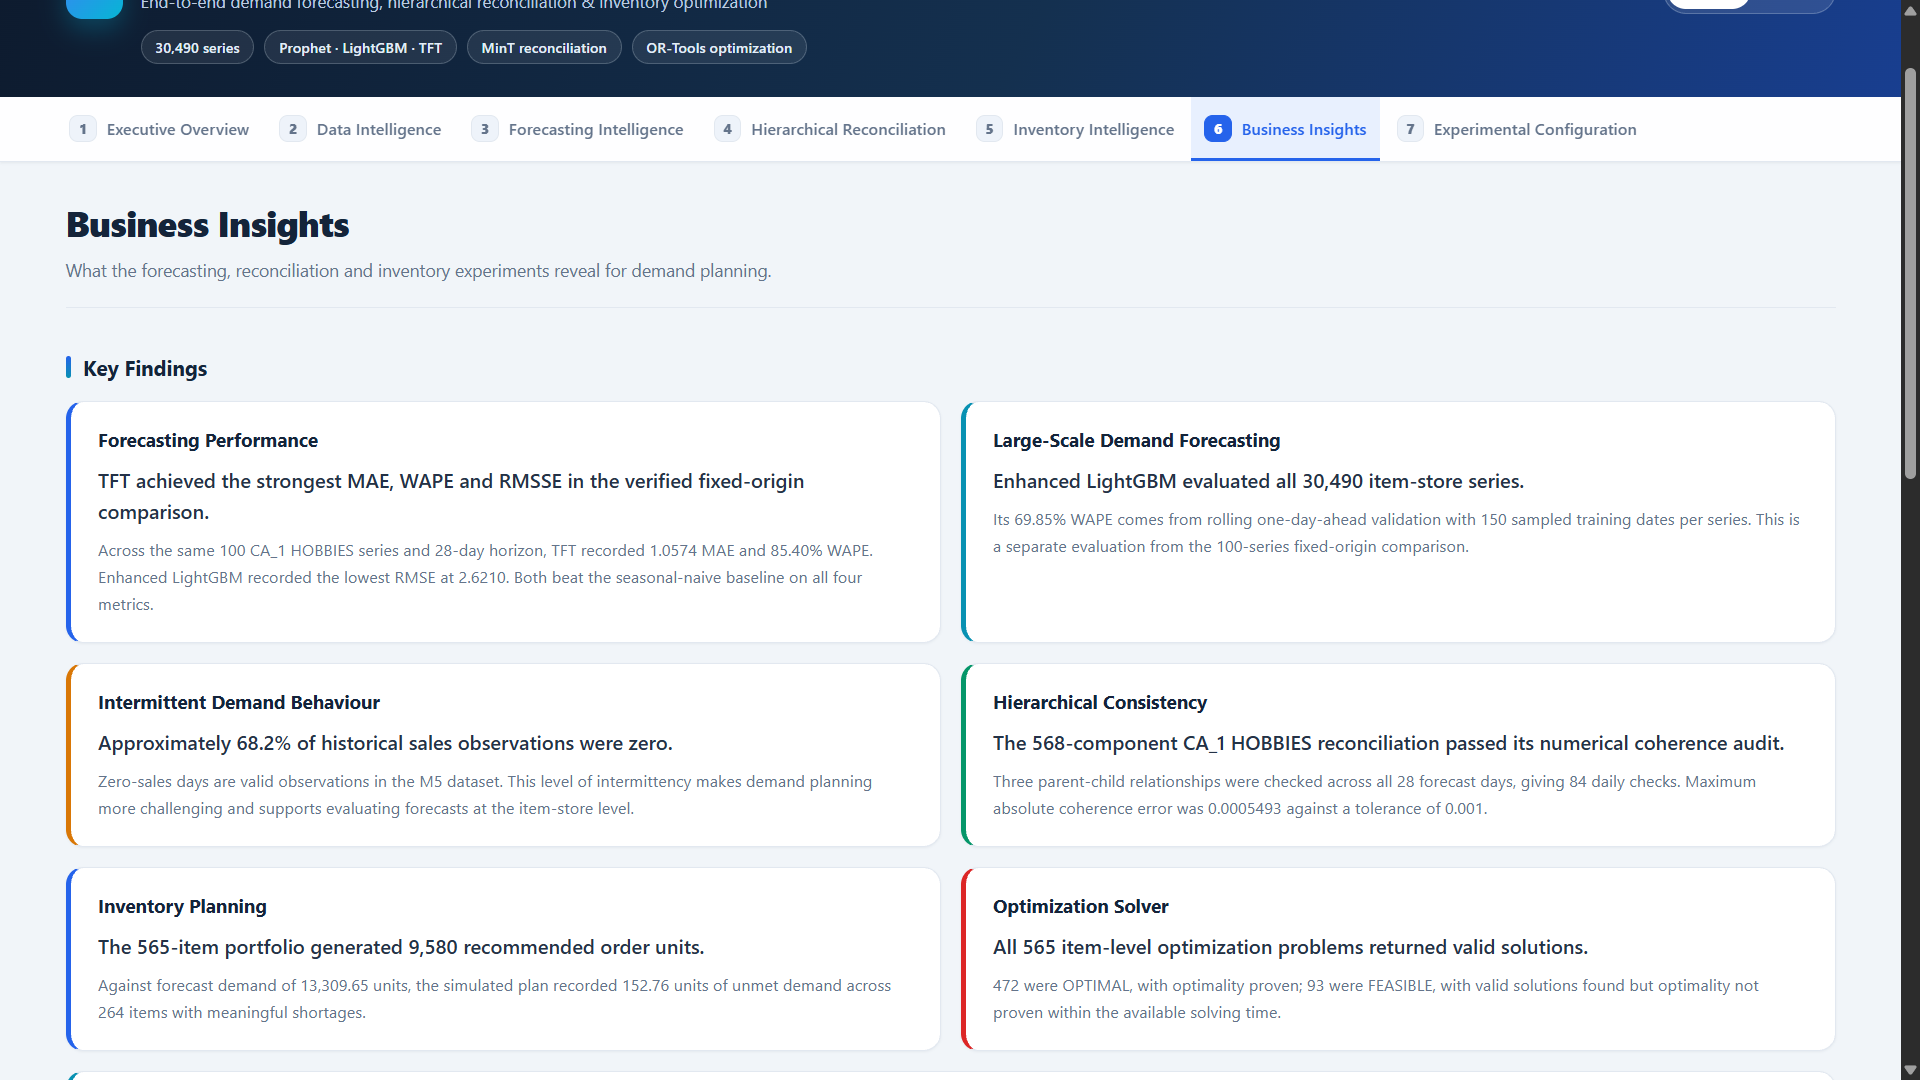 End-to-end demand forecasting, hierarchical reconciliation & inventory optimization
30,490 series
Prophet · LightGBM · TFT
MinT reconciliation
OR-Tools optimization
1 Executive Overview
2 Data Intelligence
3 Forecasting Intelligence
4 Hierarchical Reconciliation
5 Inventory Intelligence
6 Business Insights
7 Experimental Configuration
Business Insights
What the forecasting, reconciliation and inventory experiments reveal for demand planning.
Key Findings
Forecasting Performance
TFT achieved the strongest MAE, WAPE and RMSSE in the verified fixed-origin
comparison.
Across the same 100 CA_1 HOBBIES series and 28-day horizon, TFT recorded 1.0574 MAE and 85.40% WAPE.
Enhanced LightGBM recorded the lowest RMSE at 2.6210. Both beat the seasonal-naive baseline on all four
metrics.
Large-Scale Demand Forecasting
Enhanced LightGBM evaluated all 30,490 item-store series.
Its 69.85% WAPE comes from rolling one-day-ahead validation with 150 sampled training dates per series. This is
a separate evaluation from the 100-series fixed-origin comparison.
Intermittent Demand Behaviour
Approximately 68.2% of historical sales observations were zero.
Zero-sales days are valid observations in the M5 dataset. This level of intermittency makes demand planning
more challenging and supports evaluating forecasts at the item-store level.
Hierarchical Consistency
The 568-component CA_1 HOBBIES reconciliation passed its numerical coherence audit.
Three parent-child relationships were checked across all 28 forecast days, giving 84 daily checks. Maximum
absolute coherence error was 0.0005493 against a tolerance of 0.001.
Inventory Planning
The 565-item portfolio generated 9,580 recommended order units.
Against forecast demand of 13,309.65 units, the simulated plan recorded 152.76 units of unmet demand across
264 items with meaningful shortages.
Optimization Solver
All 565 item-level optimization problems returned valid solutions.
472 were OPTIMAL, with optimality proven; 93 were FEASIBLE, with valid solutions found but optimality not
proven within the available solving time.